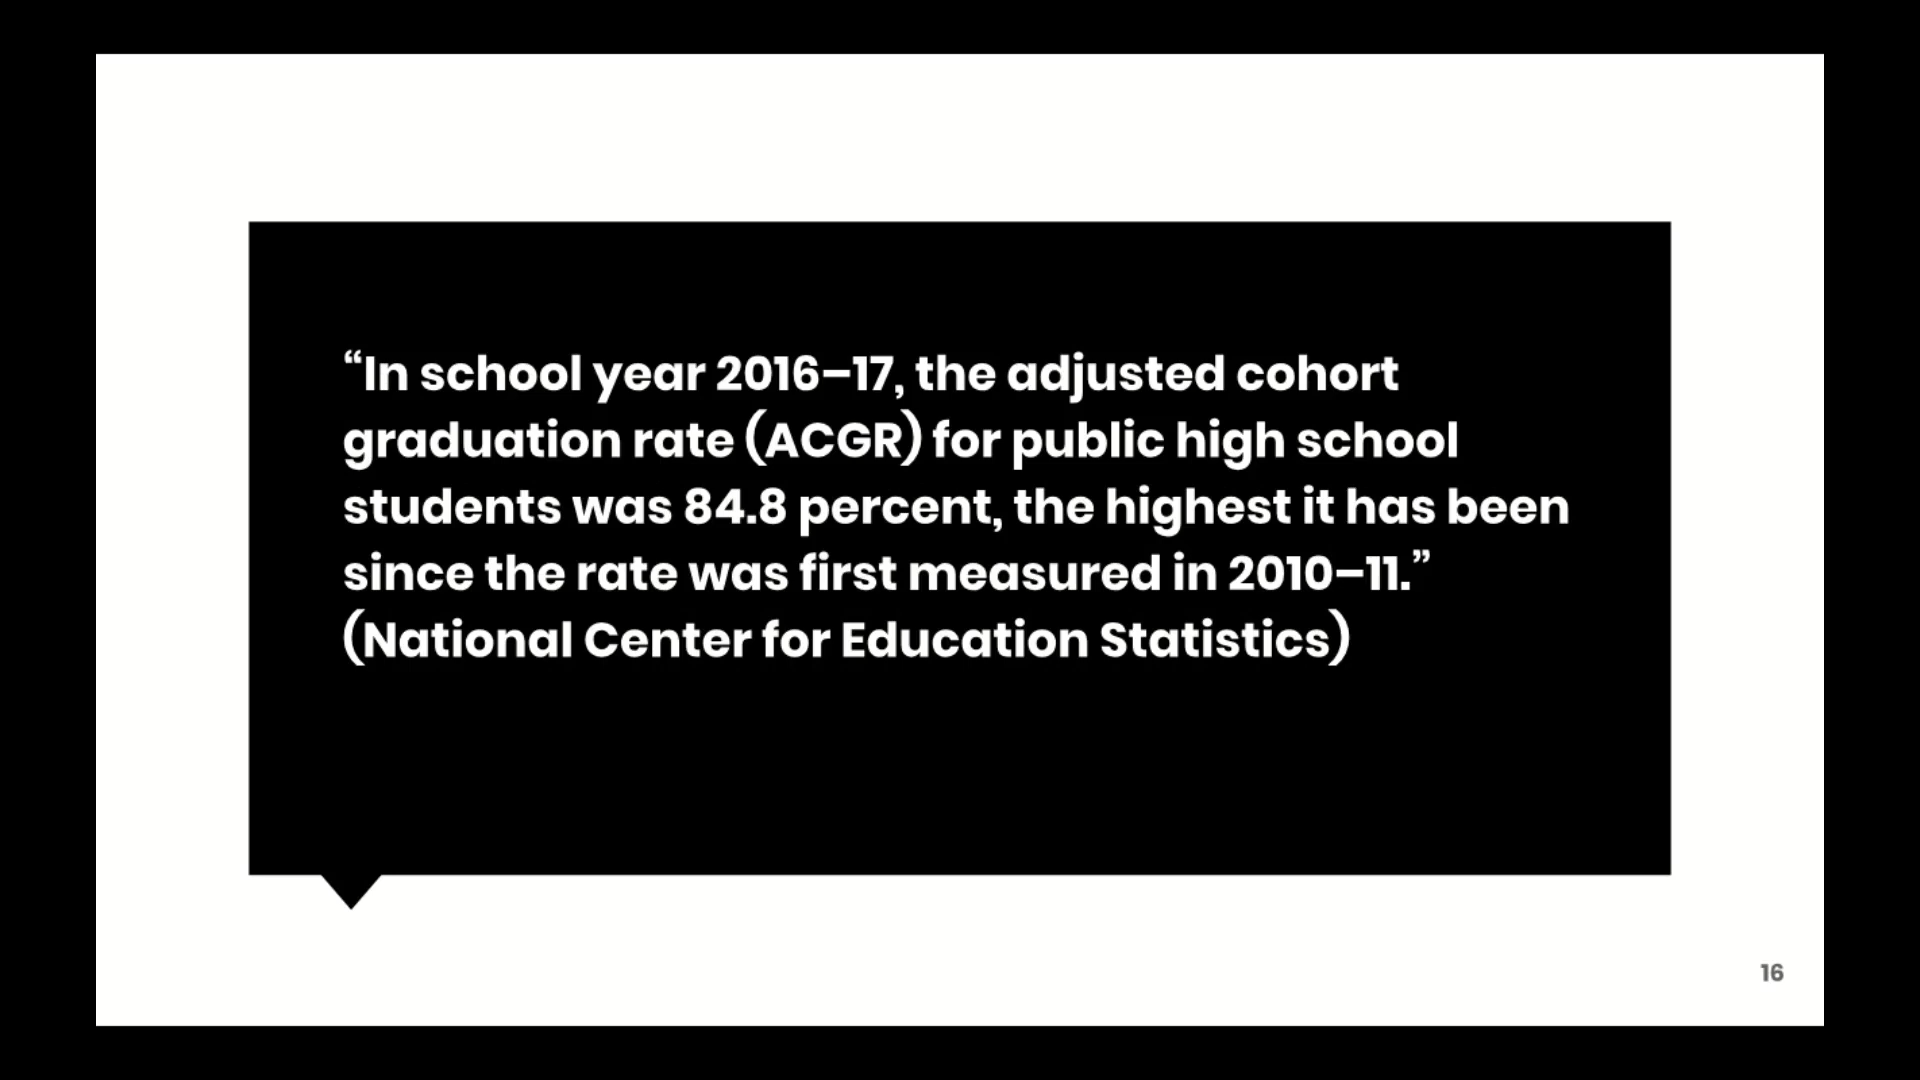 “In school year 2016–17, the adjusted cohort
graduation rate (ACGR) for public high school
students was 84.8 percent, the highest it has been
since the rate was first measured in 2010–11.”
(National Center for Education Statistics)
16